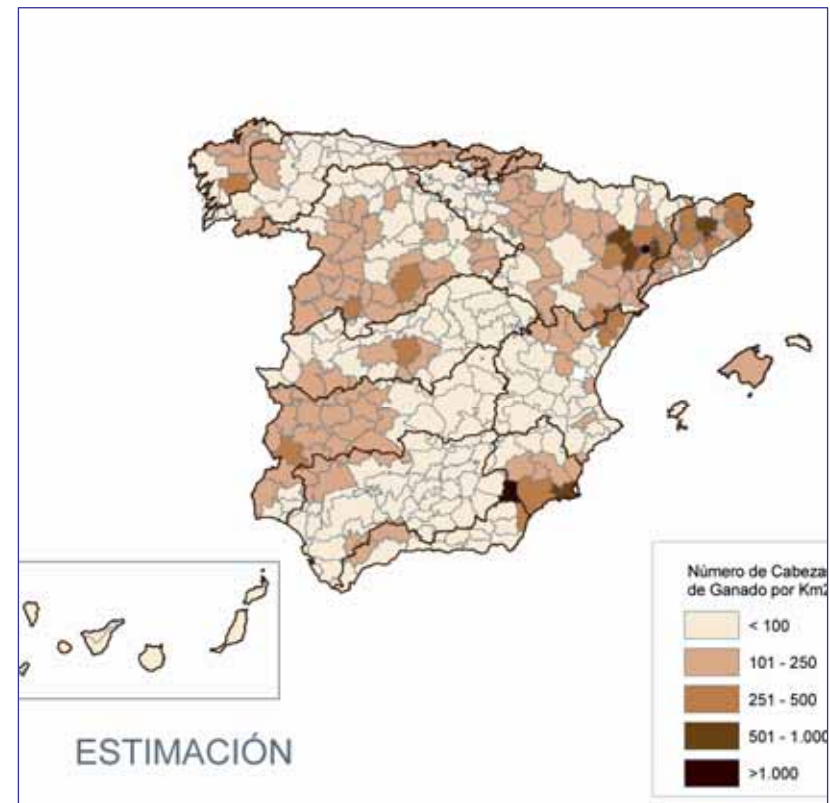 Número de Cabeza
de Ganado por Km2
< 100
101 - 250
251 - 500
501 - 1.000
>1.000
ESTIMACIÓN